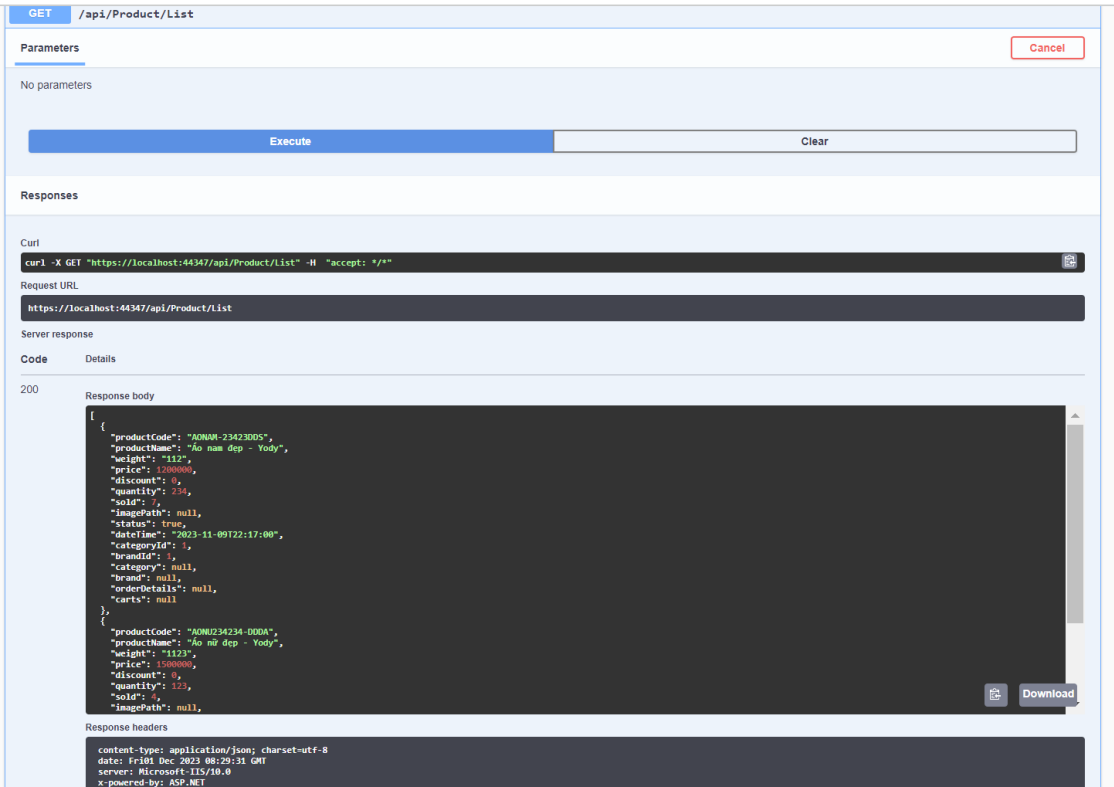 GET /api/Product/List
Parameters
Cancel
No parameters
Execute
Clear
Responses
Curl
curl -X GET "https://localhost:44347/api/Product/List" -H  "accept: */*"
Request URL
https://localhost:44347/api/Product/List
Server response
Code Details
200
Response body
[
  {
    "productCode": "AONAM-23423DDS",
    "productName": "Áo nam đẹp - Yody",
    "weight": "112",
    "price": 1200000,
    "discount": 0,
    "quantity": 234,
    "sold": 7,
    "imagePath": null,
    "status": true,
    "dateTime": "2023-11-09T22:17:00",
    "categoryId": 1,
    "brandId": 1,
    "category": null,
    "brand": null,
    "orderDetails": null,
    "carts": null
  },
  {
    "productCode": "AONU234234-DDDA",
    "productName": "Áo nữ đẹp - Yody",
    "weight": "1123",
    "price": 1500000,
    "discount": 0,
    "quantity": 123,
    "sold": 4,
    "imagePath": null,
Download
Response headers
content-type: application/json; charset=utf-8
date: Fri01 Dec 2023 08:29:31 GMT
server: Microsoft-IIS/10.0
x-powered-by: ASP.NET